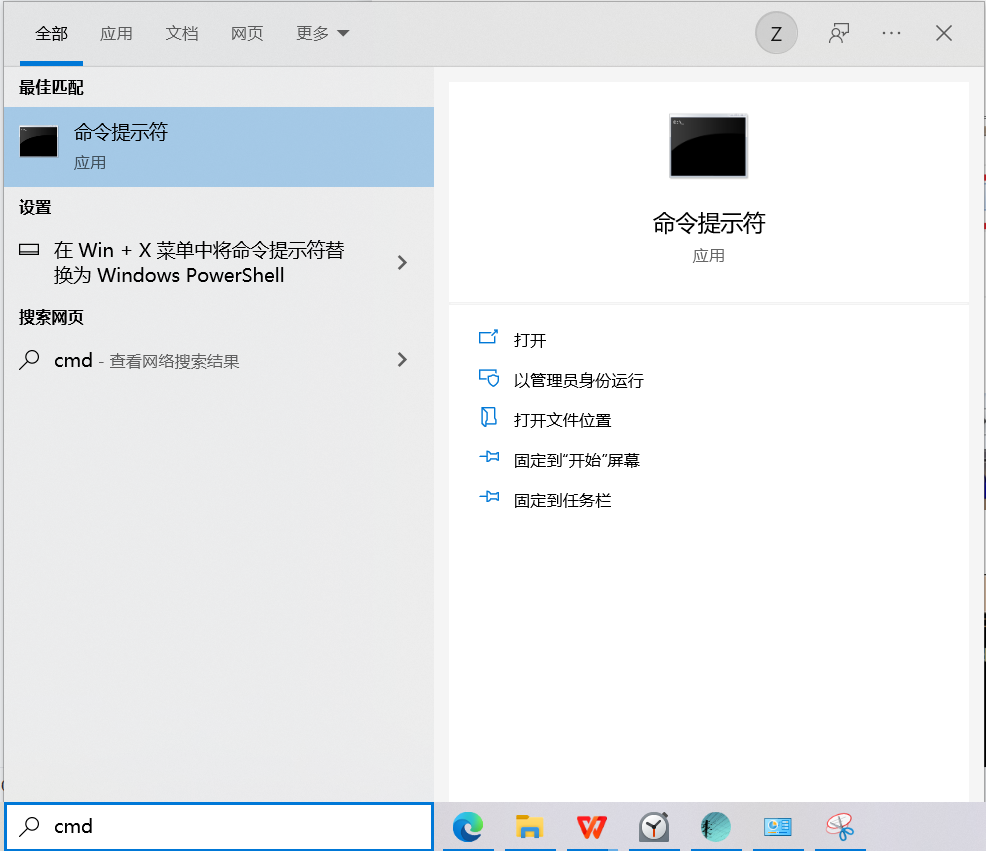 全部 应用 文档 网页 更多 Z
最佳匹配
命令提示符
应用
设置
在 Win + X 菜单中将命令提示符替
换为 Windows PowerShell
搜索网页
cmd - 查看网络搜索结果
命令提示符
应用
打开
以管理员身份运行
打开文件位置
固定到“开始”屏幕
固定到任务栏
cmd